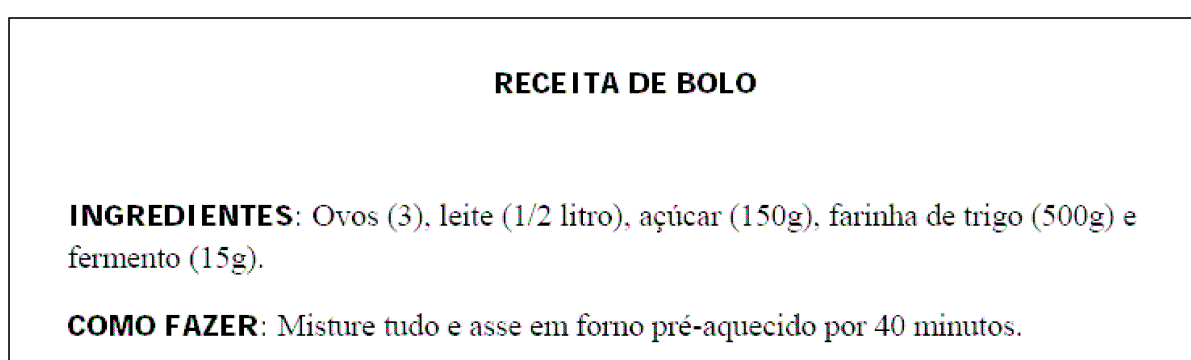 RECEITA DE BOLO
INGREDIENTES: Ovos (3), leite (1/2 litro), açúcar (150g), farinha de trigo (500g) e
fermento (15g).
COMO FAZER: Misture tudo e asse em forno pré-aquecido por 40 minutos.